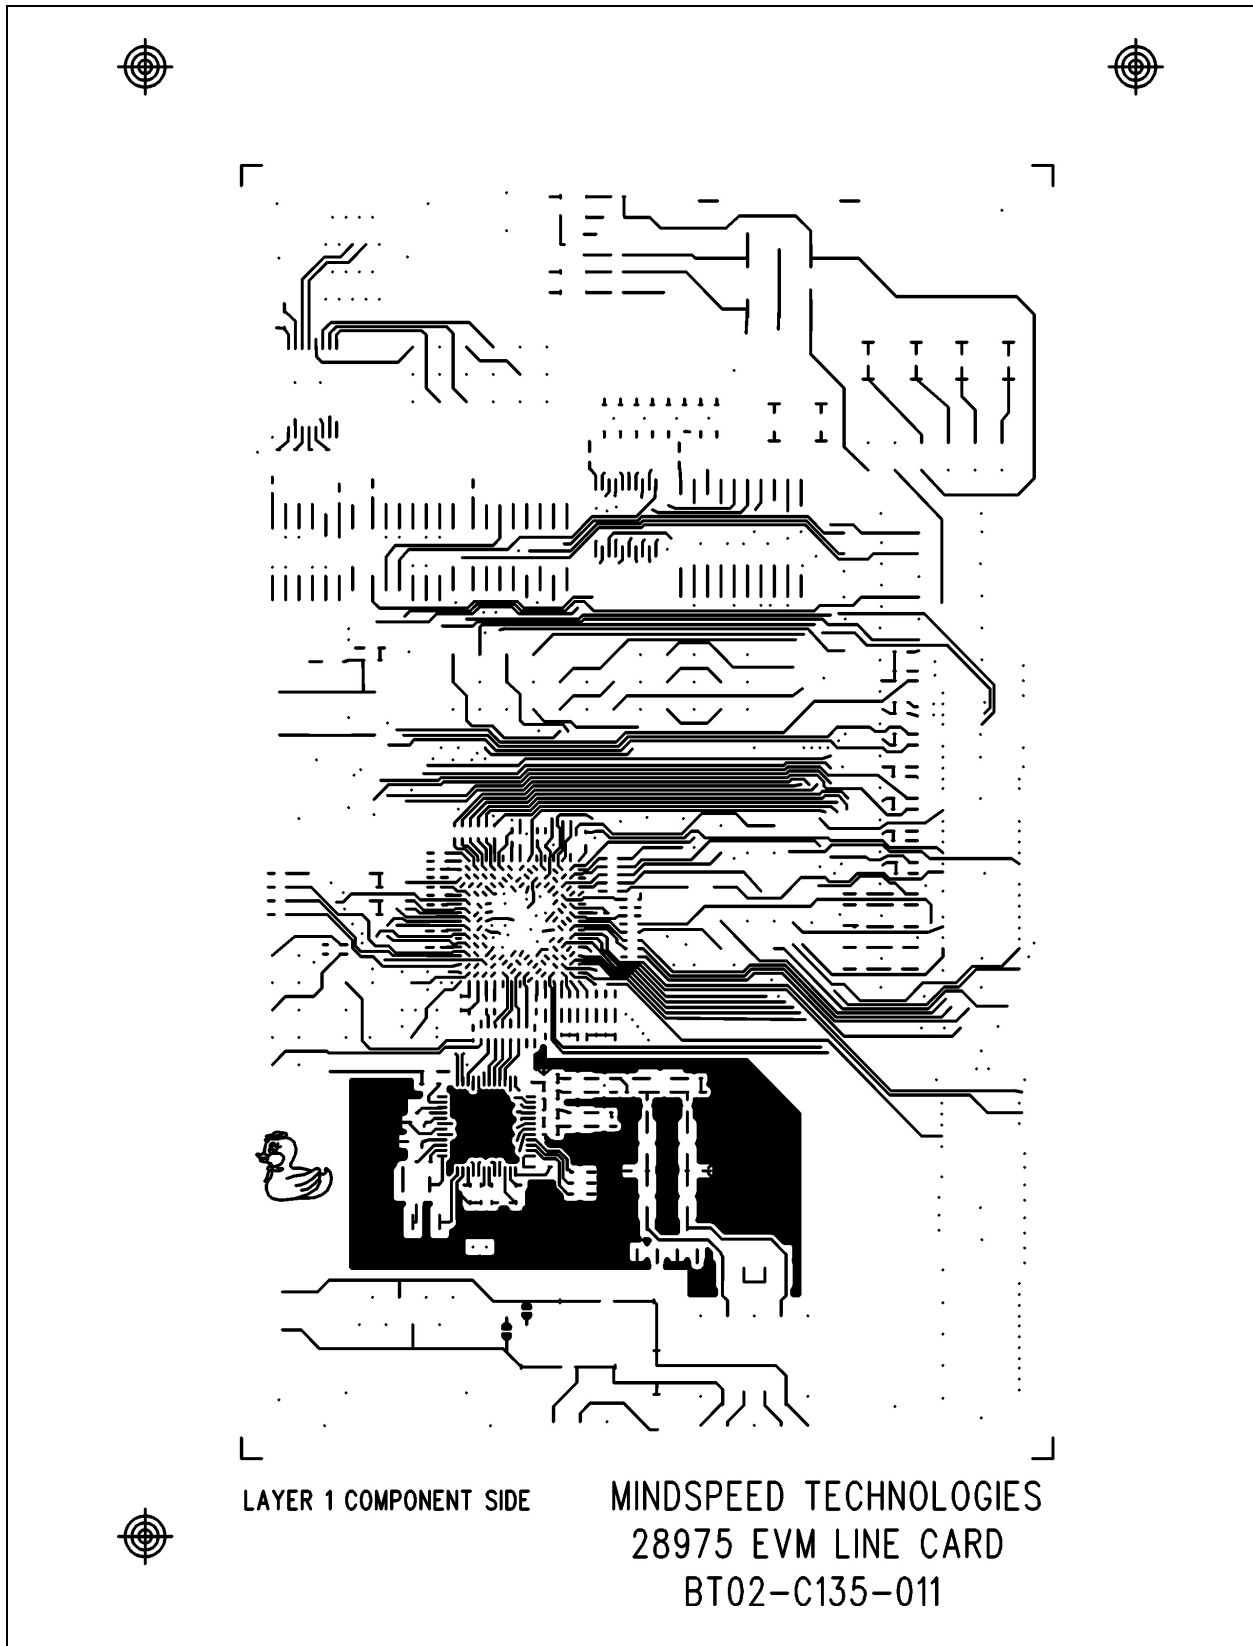 LAYER 1 COMPONENT SIDE
MINDSPEED TECHNOLOGIES
28975 EVM LINE CARD
BT02-C135-011